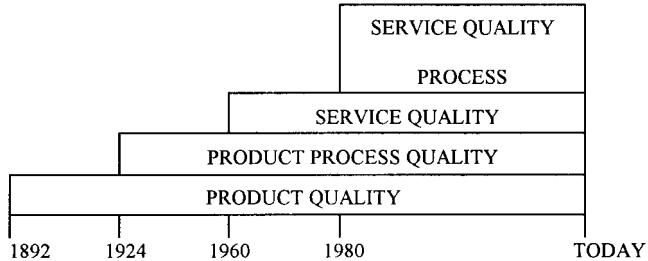 SERVICE QUALITY
PROCESS
SERVICE QUALITY
PRODUCT PROCESS QUALITY
PRODUCT QUALITY
1892 1924 1960 1980 TODAY